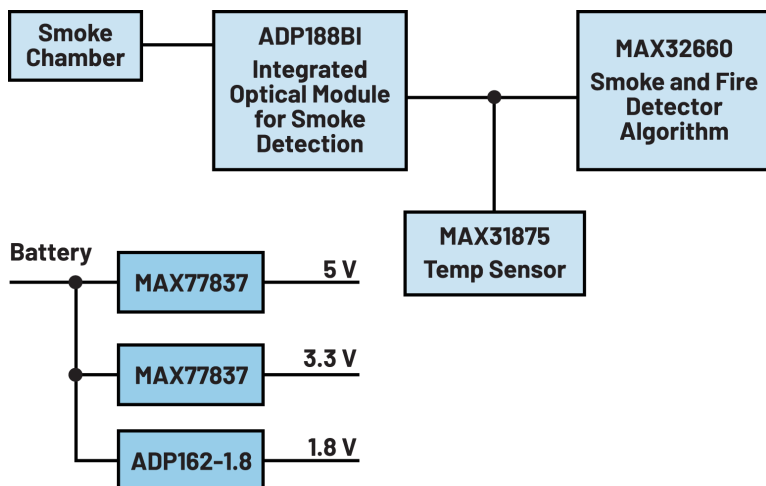 Smoke
Chamber
ADP188BI
Integrated
Optical Module
for Smoke
Detection
MAX32660
Smoke and Fire
Detector
Algorithm
MAX31875
Temp Sensor
Battery
MAX77837
5 V
MAX77837
3.3 V
ADP162-1.8
1.8 V